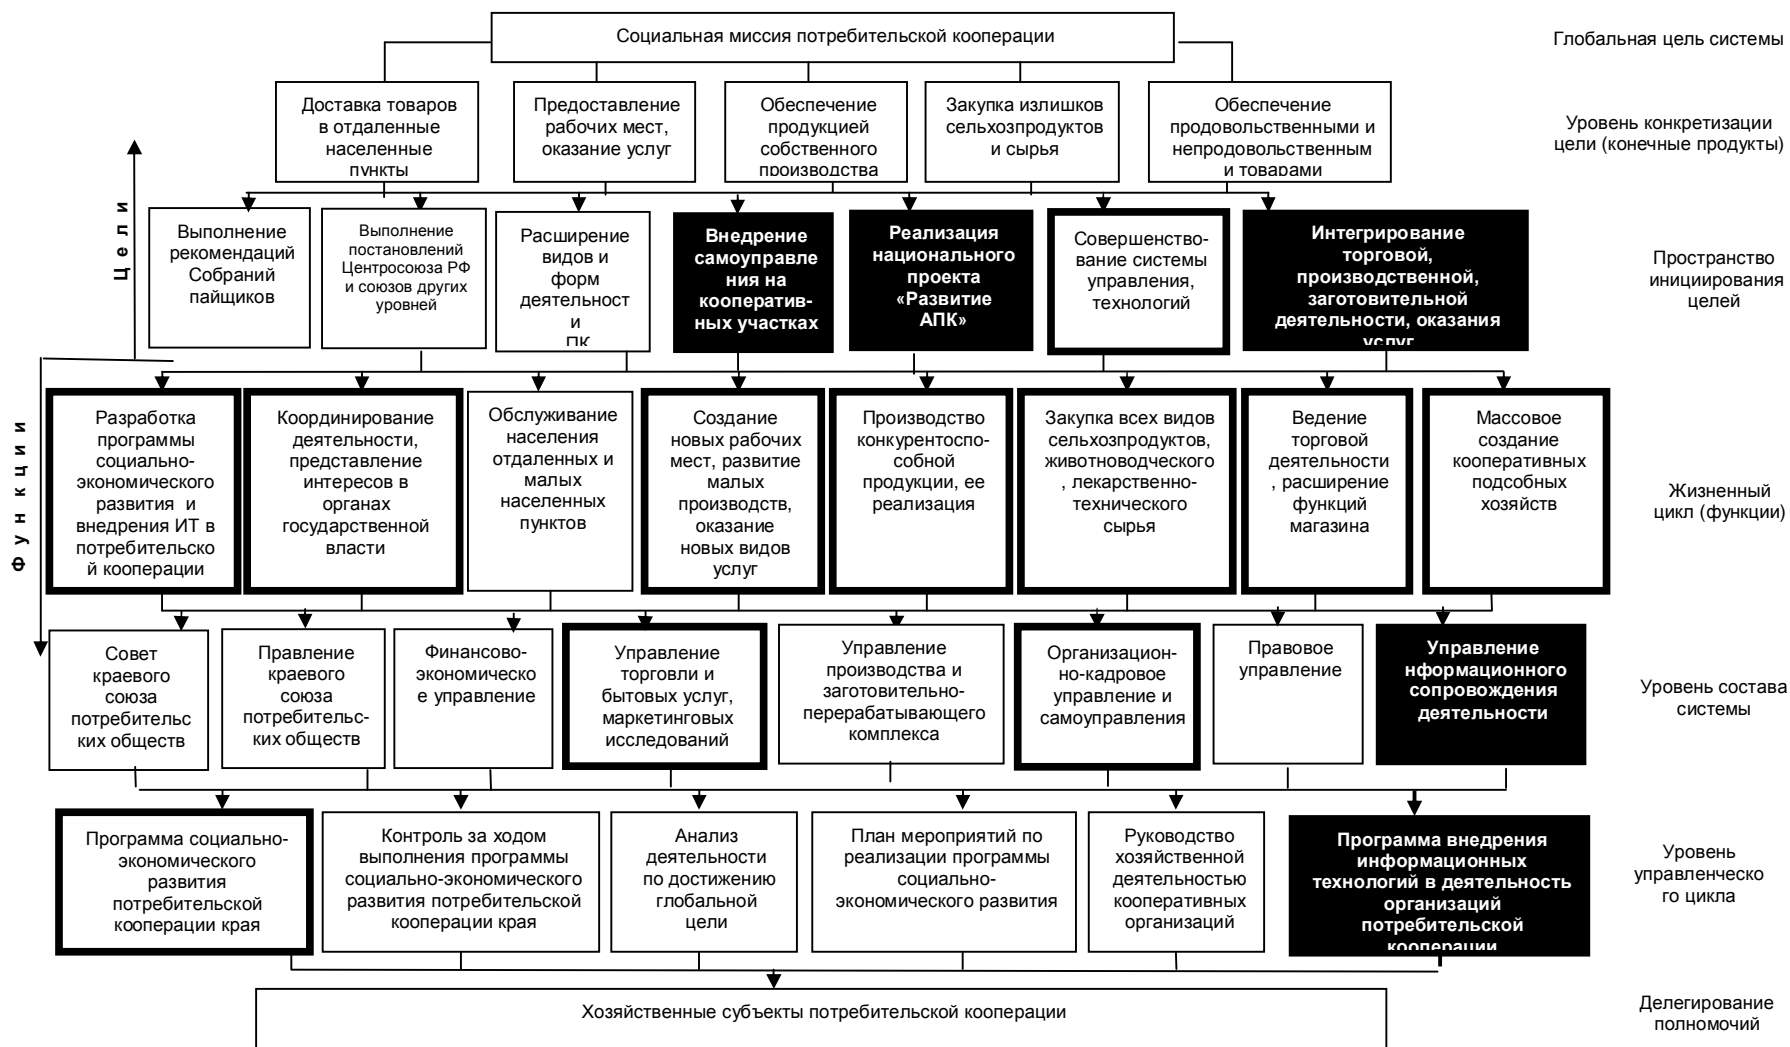 Социальная миссия потребительской кооперации
Глобальная цель системы
Доставка товаров
в отдаленные
населенные
пункты
Предоставление
рабочих мест,
оказание услуг
Обеспечение
продукцией
собственного
производства
Закупка излишков
сельхозпродуктов
и сырья
Обеспечение
продовольственными и
непродовольственным
и товарами
Уровень конкретизации
цели (конечные продукты)
Цели
Выполнение
рекомендаций
Собраний
пайщиков
Выполнение
постановлений
Центросоюза РФ
и союзов других
уровней
Расширение
видов и
форм
деятельност
и
ПК
Внедрение
самоуправле
ния на
кооператив-
ных участках
Реализация
национального
проекта
«Развитие
АПК»
Совершенство-
вание системы
управления,
технологий
Интегрирование
торговой,
производственной,
заготовительной
деятельности, оказания
услуг
Пространство
инициирования
целей
Функции
Разработка
программы
социально-
экономического
развития и
внедрения ИТ в
потребительско
й кооперации
Координирование
деятельности,
представление
интересов в
органах
государственной
власти
Обслуживание
населения
отдаленных и
малых
населенных
пунктов
Создание
новых рабочих
мест, развитие
малых
производств,
оказание
новых видов
услуг
Производство
конкурентоспо-
собной
продукции, ее
реализация
Закупка всех видов
сельхозпродуктов,
животноводческого
, лекарственно-
технического
сырья
Ведение
торговой
деятельности
, расширение
функций
магазина
Массовое
создание
кооперативных
подсобных
хозяйств
Жизненный
цикл (функции)
Совет
краевого
союза
потребительс
ких обществ
Правление
краевого
союза
потребительс-
ких обществ
Финансово-
экономическо
е управление
Управление
торговли и
бытовых услуг,
маркетинговых
исследований
Управление
производства и
заготовительно-
перерабатывающего
комплекса
Организацион
но-кадровое
управление и
самоуправления
Правовое
управление
Управление
нформационного
сопровождения
деятельности
Уровень состава
системы
Программа социально-
экономического
развития
потребительской
кооперации края
Контроль за ходом
выполнения программы
социально-экономического
развития потребительской
кооперации края
Анализ
деятельности
по достижению
глобальной
цели
План мероприятий по
реализации программы
социально-
экономического развития
Руководство
хозяйственной
деятельностью
кооперативных
организаций
Программа внедрения
информационных
технологий в деятельность
организаций
потребительской
кооперации
Уровень
управленческо
го цикла
Хозяйственные субъекты потребительской кооперации
Делегирование
полномочий